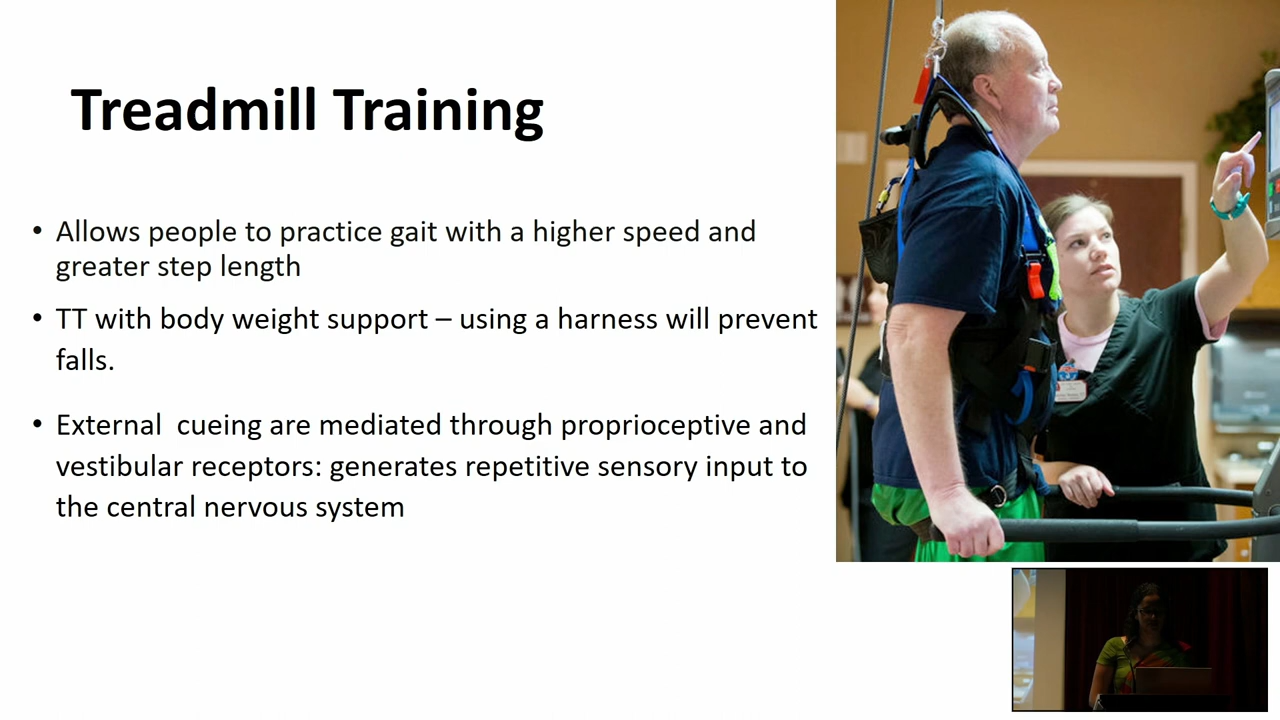 Treadmill Training
• Allows people to practice gait with a higher speed and
greater step length
• TT with body weight support – using a harness will prevent
falls.
• External  cueing are mediated through proprioceptive and
vestibular receptors: generates repetitive sensory input to
the central nervous system